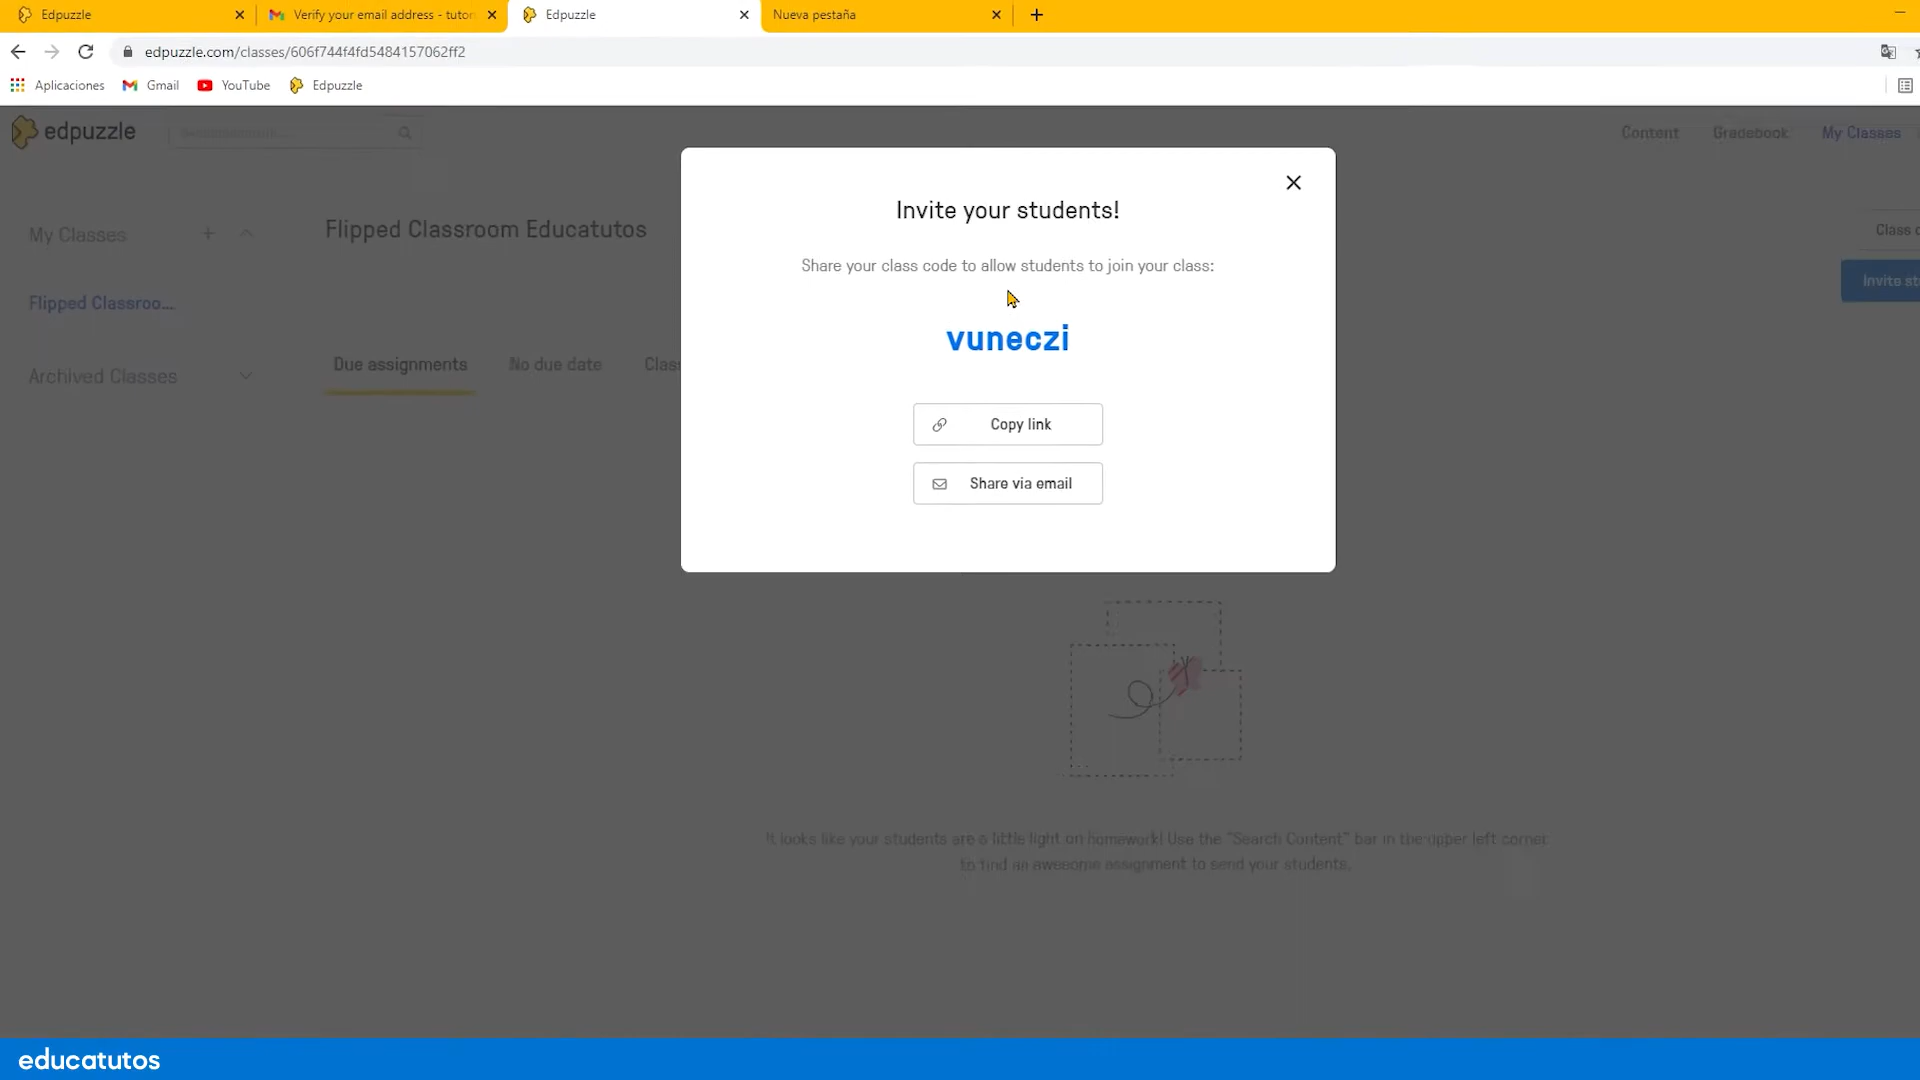 Edpuzzle
Verify your email address - tutor
Edpuzzle
Nueva pestaña
edpuzzle.com/classes/606f744f4fd5484157062ff2
Aplicaciones
Gmail
YouTube
Edpuzzle
edpuzzle
Content
Gradebook
My Classes
My Classes
Flipped Classroom Educatutos
Class c
Invite st
Flipped Classroo...
Archived Classes
Due assignments
No due date
Class
Invite your students!
Share your class code to allow students to join your class:
vuneczi
Copy link
Share via email
It looks like your students are a little light on homework! Use the "Search Content" bar in the upper left corner
to find an awesome assignment to send your students.
educatutos